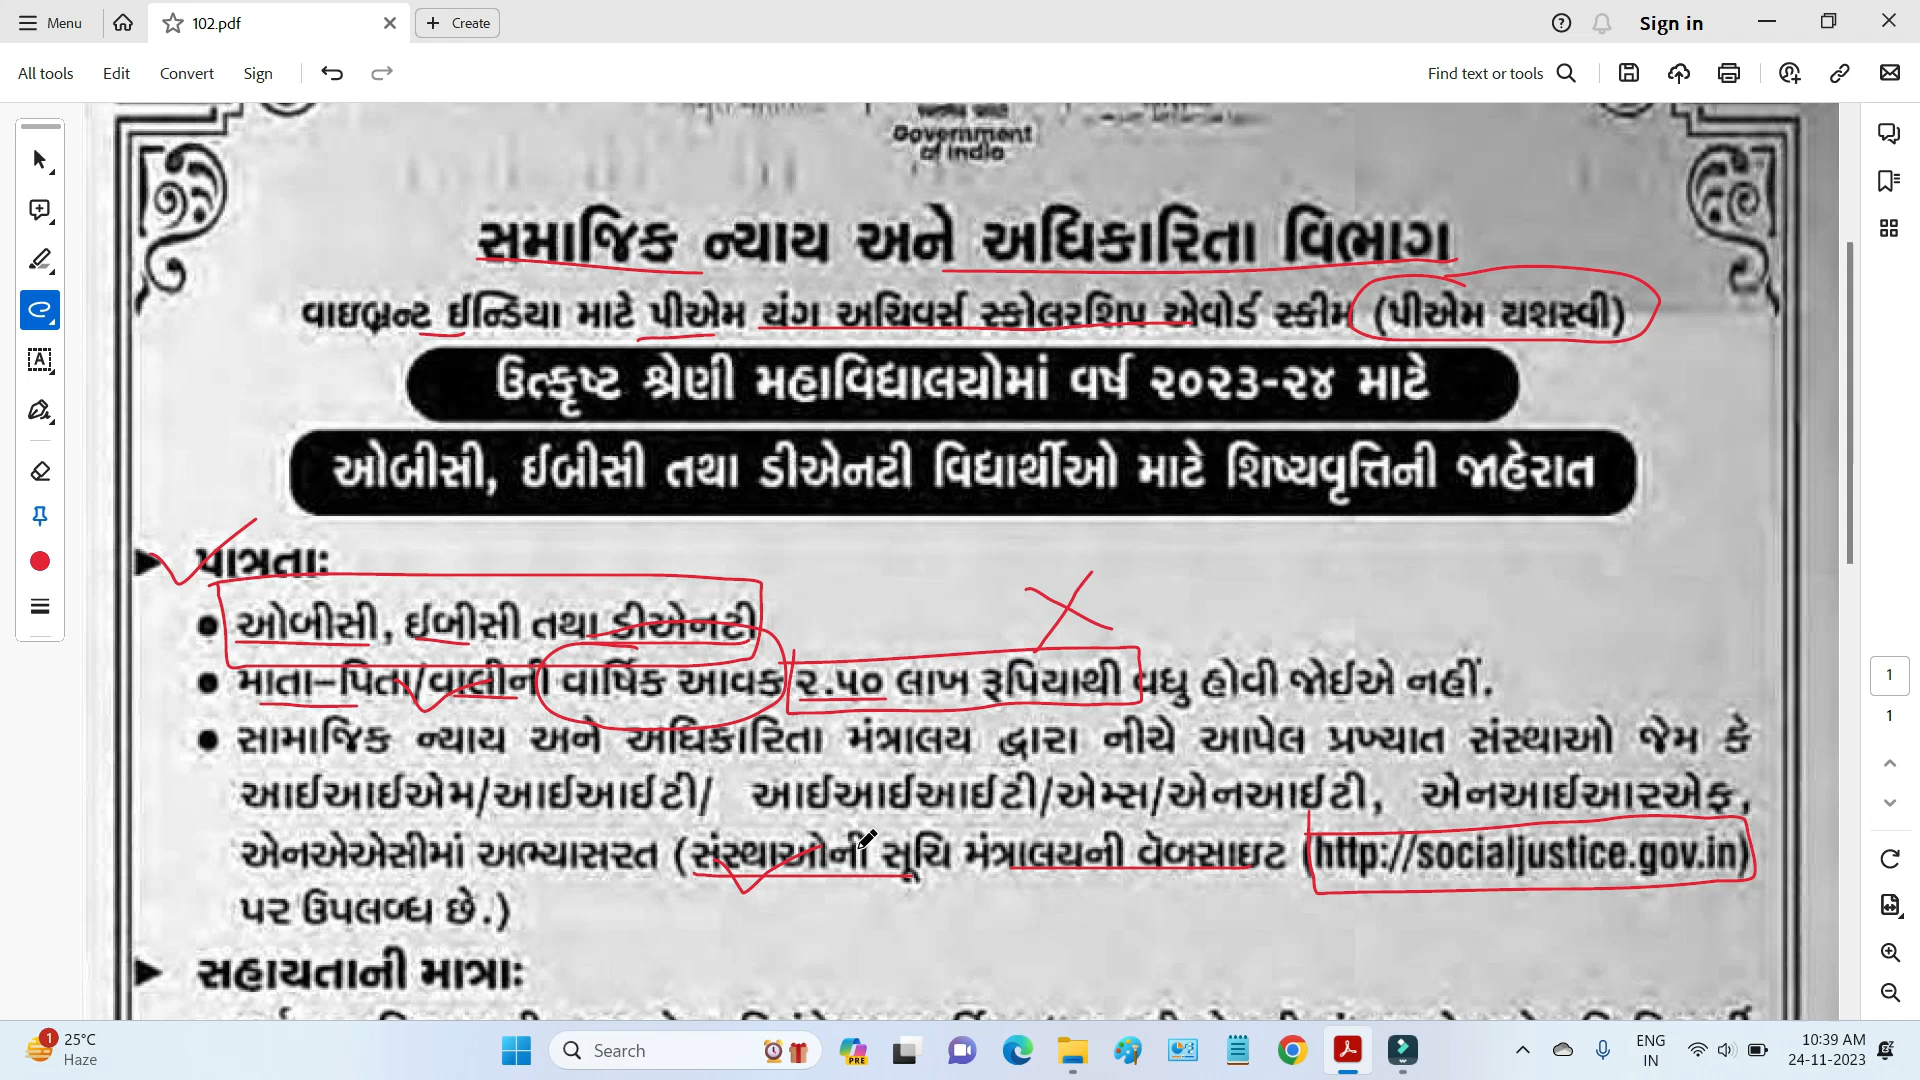 Menu
102.pdf
Create
Sign in
All tools
Edit
Convert
Sign
Find text or tools
Government
of India
સમાજિક ન્યાય અને અધિકારિતા વિભાગ
વાઇબ્રન્ટ ઈન્ડિયા માટે પીએમ યંગ અચિવર્સ સ્કોલરશિપ એવોર્ડ સ્કીમ (પીએમ યશસ્વી)
ઉત્કૃષ્ટ શ્રેણી મહાવિદ્યાલયોમાં વર્ષ ૨૦૨૩-૨૪ માટે
ઓબીસી, ઈબીસી તથા ડીએનટી વિદ્યાર્થીઓ માટે શિષ્યવૃત્તિની જાહેરાત
પાત્રતાઃ
● ઓબીસી, ઈબીસી તથા ડીએનટી
● માતા–પિતા/વાલીની વાર્ષિક આવક ૨.૫૦ લાખ રૂપિયાથી વધુ હોવી જોઈએ નહીં.
● સામાજિક ન્યાય અને અધિકારિતા મંત્રાલય દ્વારા નીચે આપેલ પ્રખ્યાત સંસ્થાઓ જેમ કે
આઈઆઈએમ/આઈઆઈટી/ આઈઆઈઆઈટી/એમ્સ/એનઆઈટી, એનઆઈઆરએફ,
એનએએસીમાં અભ્યાસરત (સંસ્થાઓની સૂચિ મંત્રાલયની વેબસાઇટ (http://socialjustice.gov.in)
પર ઉપલબ્ધ છે.)
સહાયતાની માત્રાઃ
1
1
1
25°C
Haze
Search
PRE
ENG
IN
10:39 AM
24-11-2023